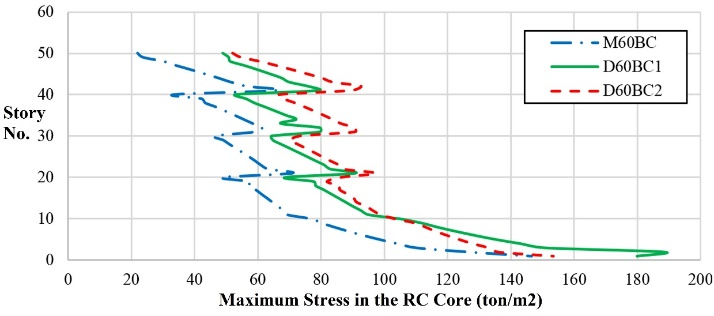 60
50
40
30
20
10
0
Story
No.
M60BC
D60BC1
D60BC2
0 20 40 60 80 100 120 140 160 180 200
Maximum Stress in the RC Core (ton/m2)